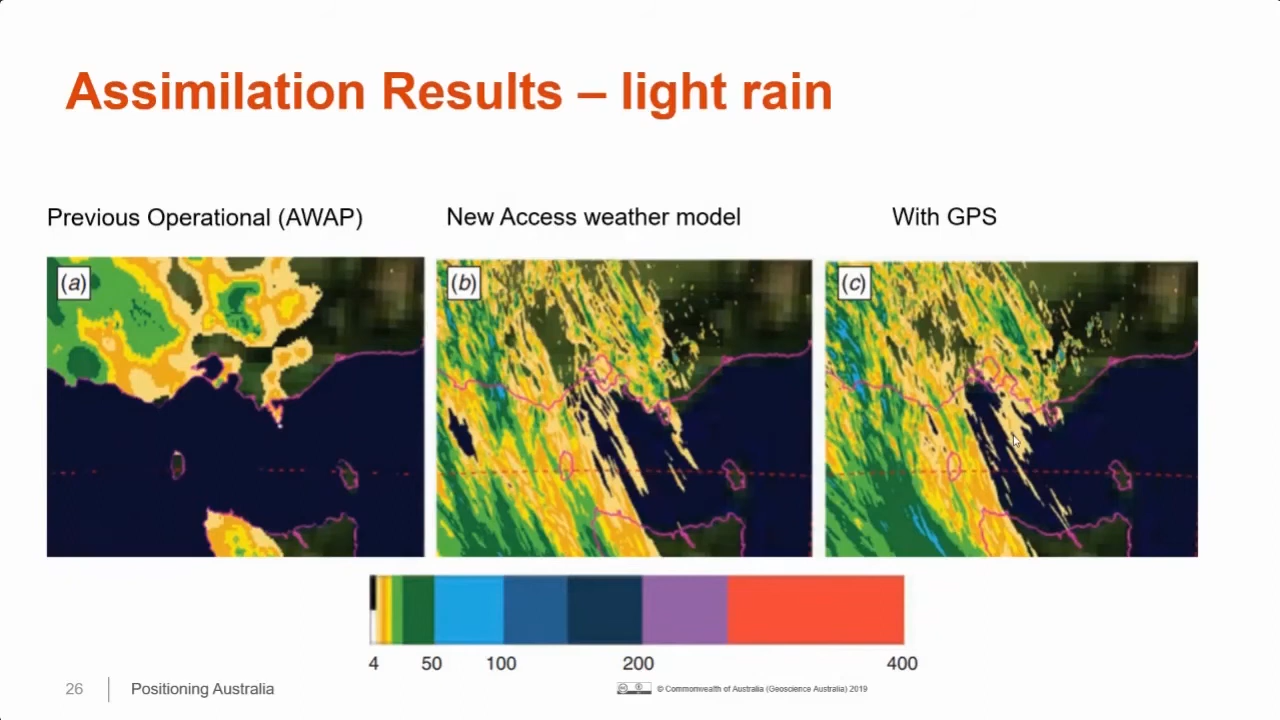 Assimilation Results – light rain
Previous Operational (AWAP)
New Access weather model
With GPS
(a)
(b)
(c)
4 50 100 200 400
26 Positioning Australia
© Commonwealth of Australia (Geoscience Australia) 2019